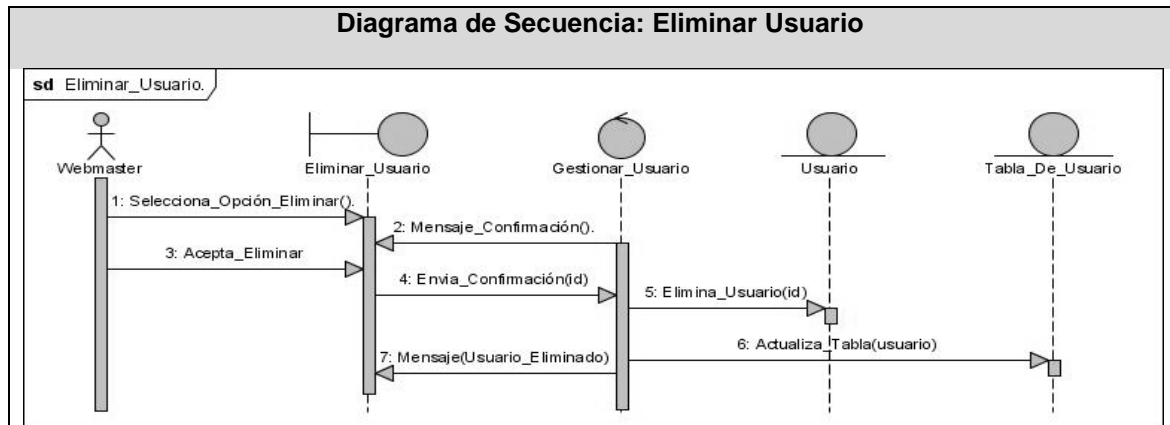 Diagrama de Secuencia: Eliminar Usuario
sd Eliminar_Usuario.
Webmaster
Eliminar_Usuario
Gestionar_Usuario
Usuario
Tabla_De_Usuario
1: Selecciona_Opción_Eliminar().
2: Mensaje_Confirmación().
3: Acepta_Eliminar
4: Envia_Confirmación(id)
5: Elimina_Usuario(id)
6: Actualiza_Tabla(usuario)
7: Mensaje(Usuario_Eliminado)